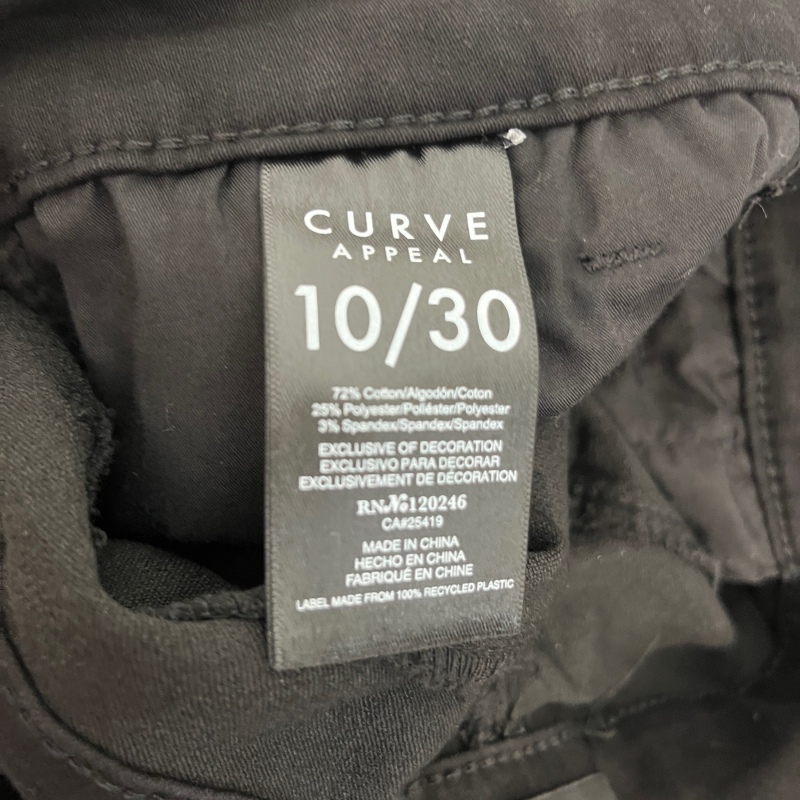 CURVE
APPEAL
10/30
72% Cotton/Algodón/Coton
25% Polyester/Poliéster/Polyester
3% Spandex/Spandex/Spandex
EXCLUSIVE OF DECORATION
EXCLUSIVO PARA DECORAR
EXCLUSIVEMENT DE DÉCORATION
RN№120246
CA#25419
MADE IN CHINA
HECHO EN CHINA
FABRIQUÉ EN CHINE
LABEL MADE FROM 100% RECYCLED PLASTIC